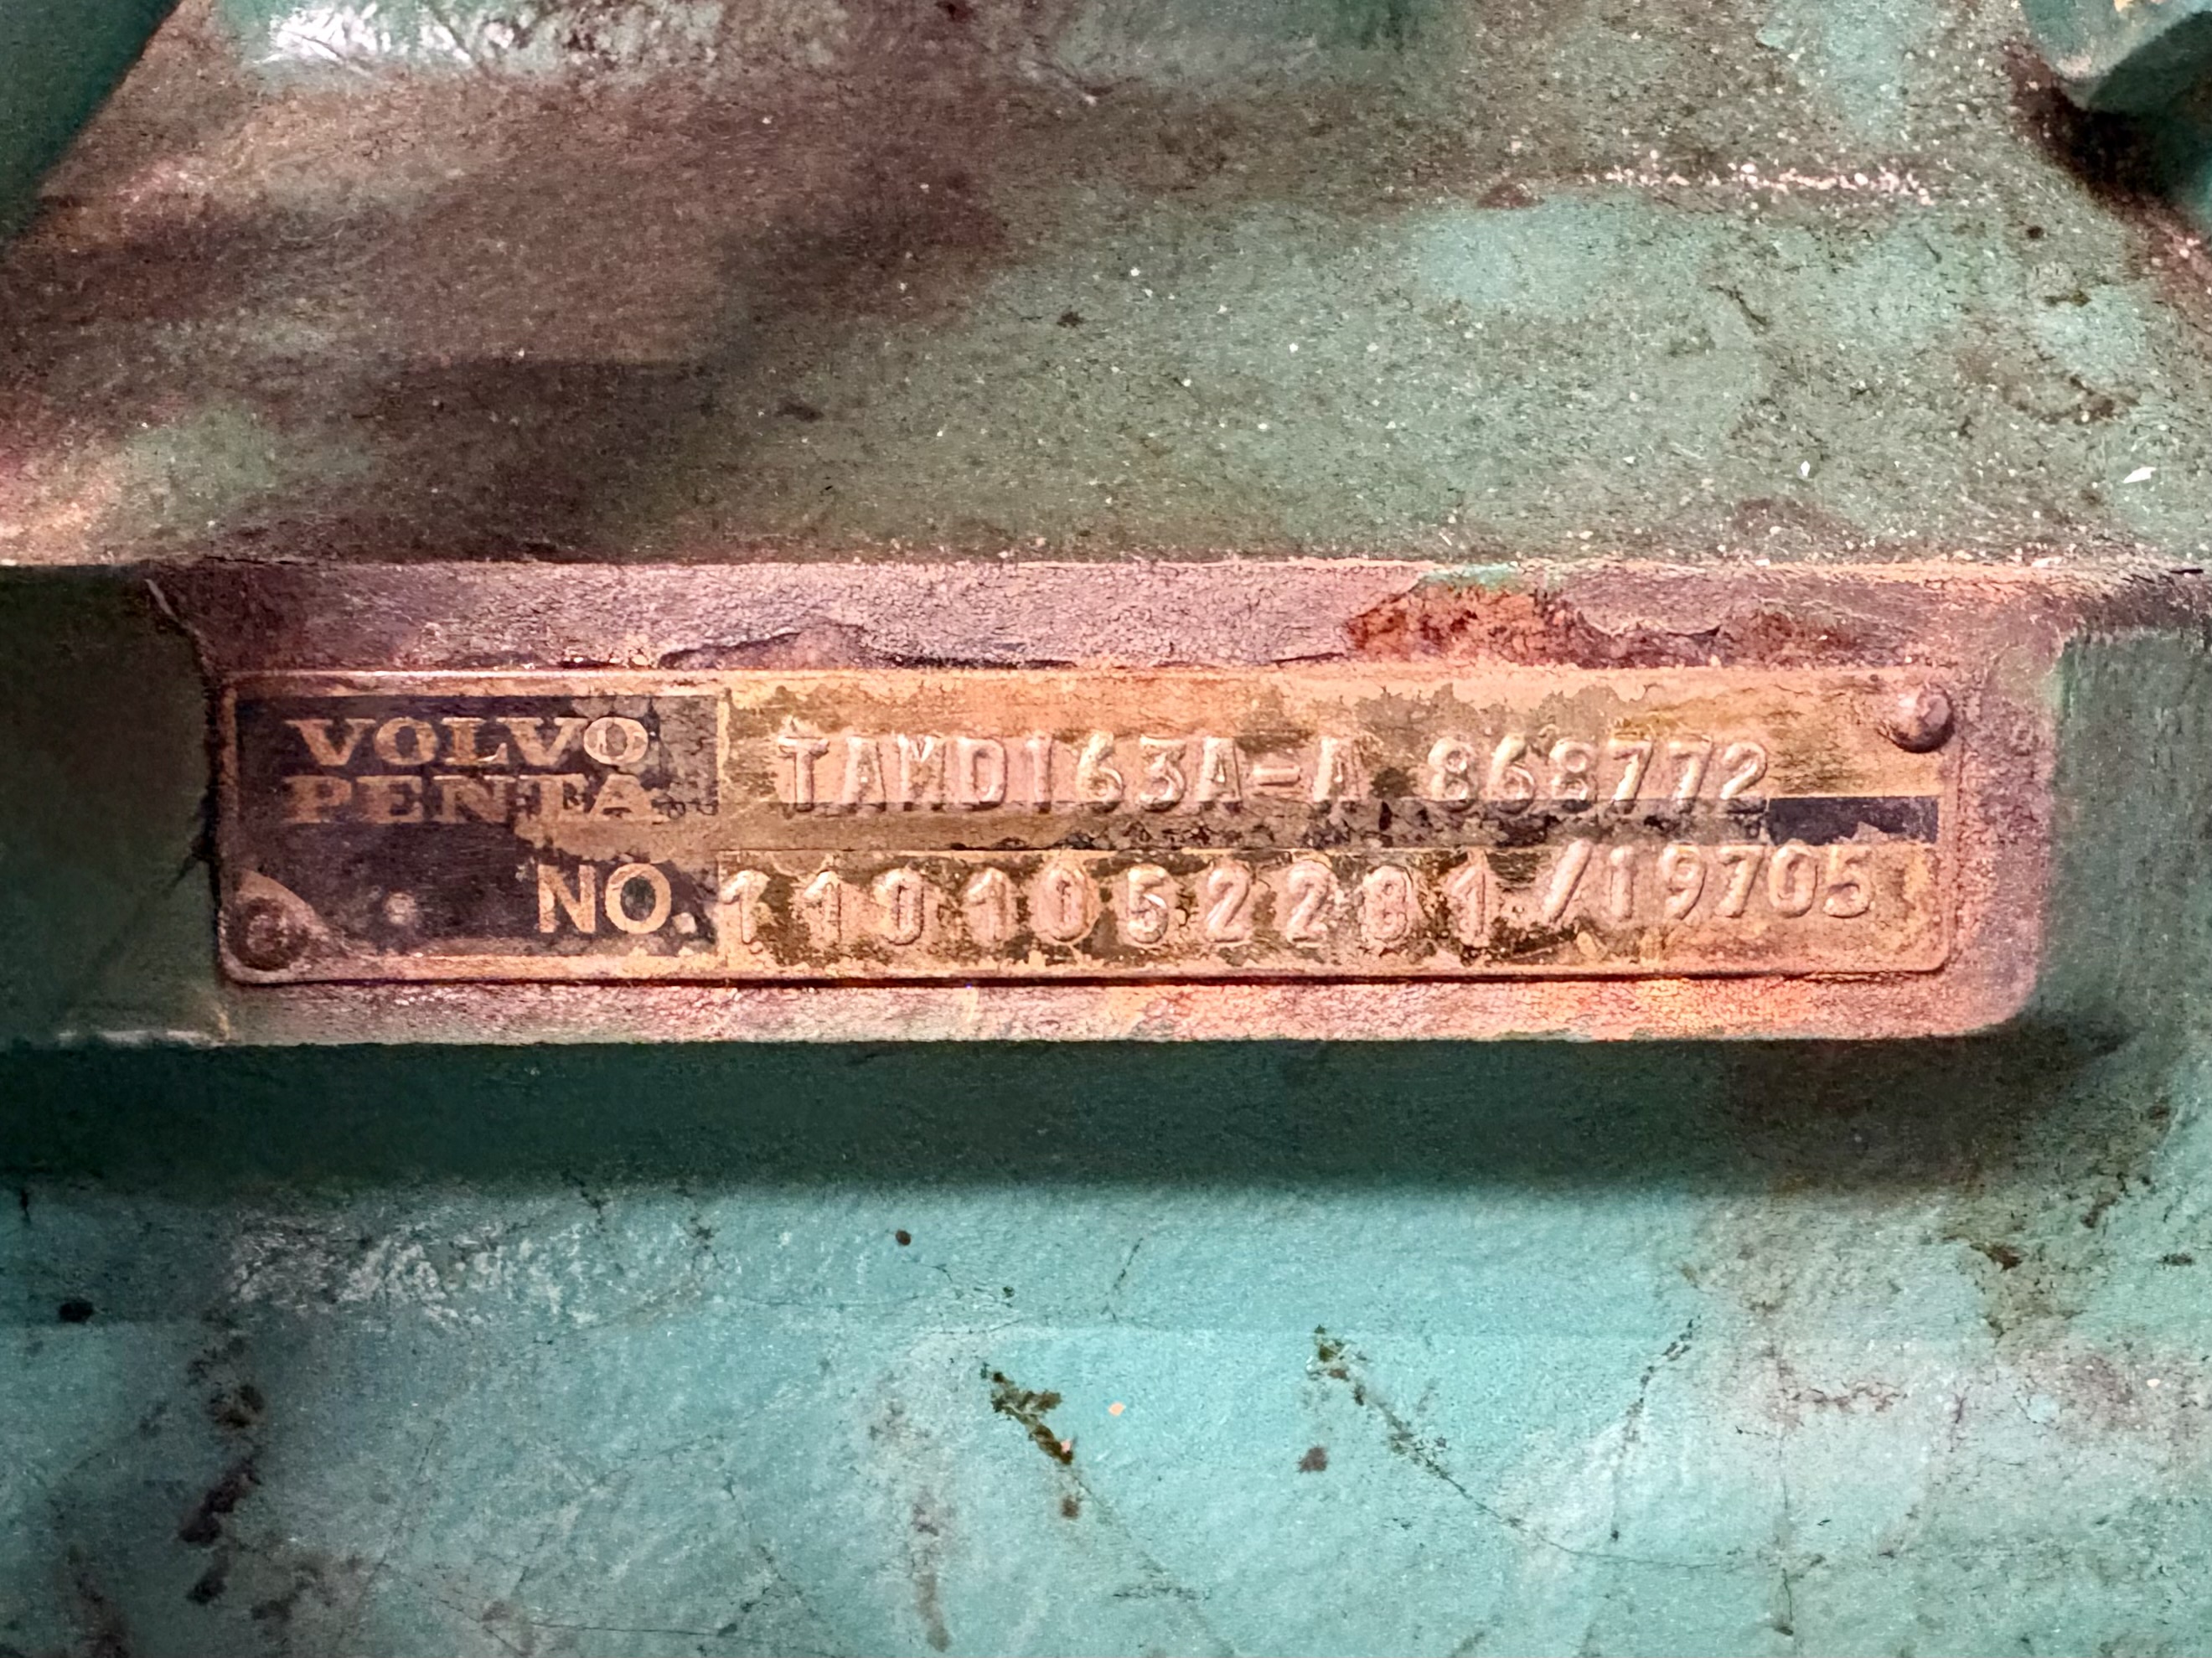 VOLVO
PENTA
TAMD163A-A 868772
NO. 1101052281/19705